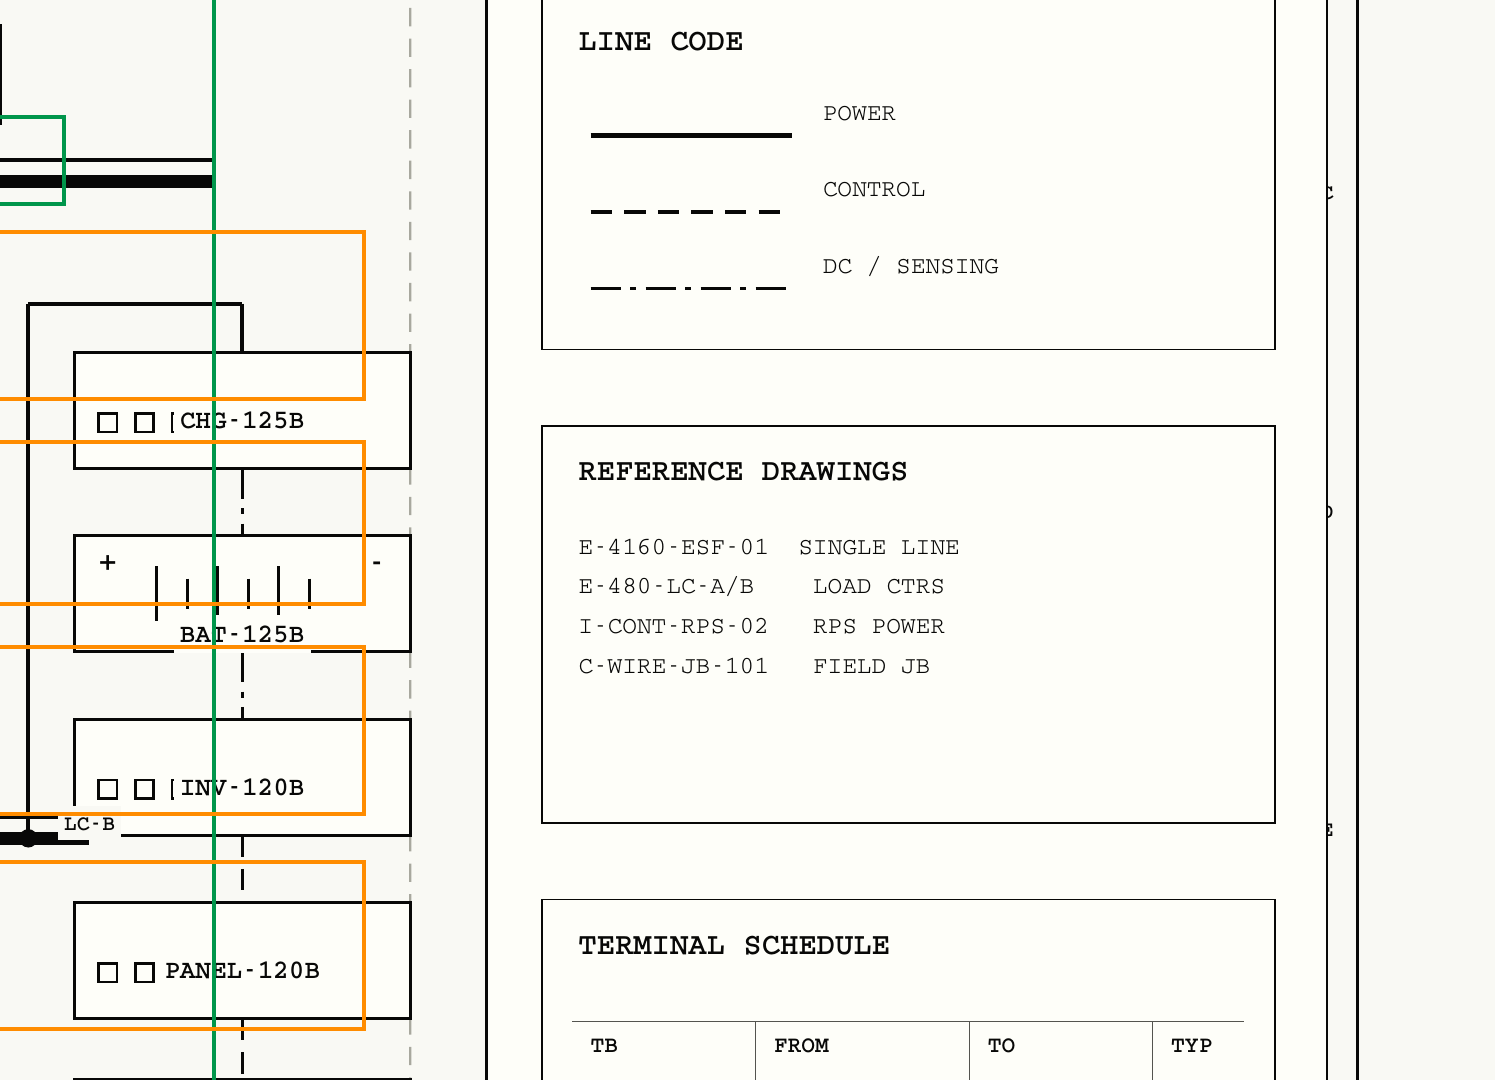 LINE CODE
POWER
CONTROL
DC / SENSING
CHG-125B
+ -
BAT-125B
INV-120B
LC-B
PANEL-120B
REFERENCE DRAWINGS
E-4160-ESF-01 SINGLE LINE
E-480-LC-A/B LOAD CTRS
I-CONT-RPS-02 RPS POWER
C-WIRE-JB-101 FIELD JB
TERMINAL SCHEDULE
TB FROM TO TYP